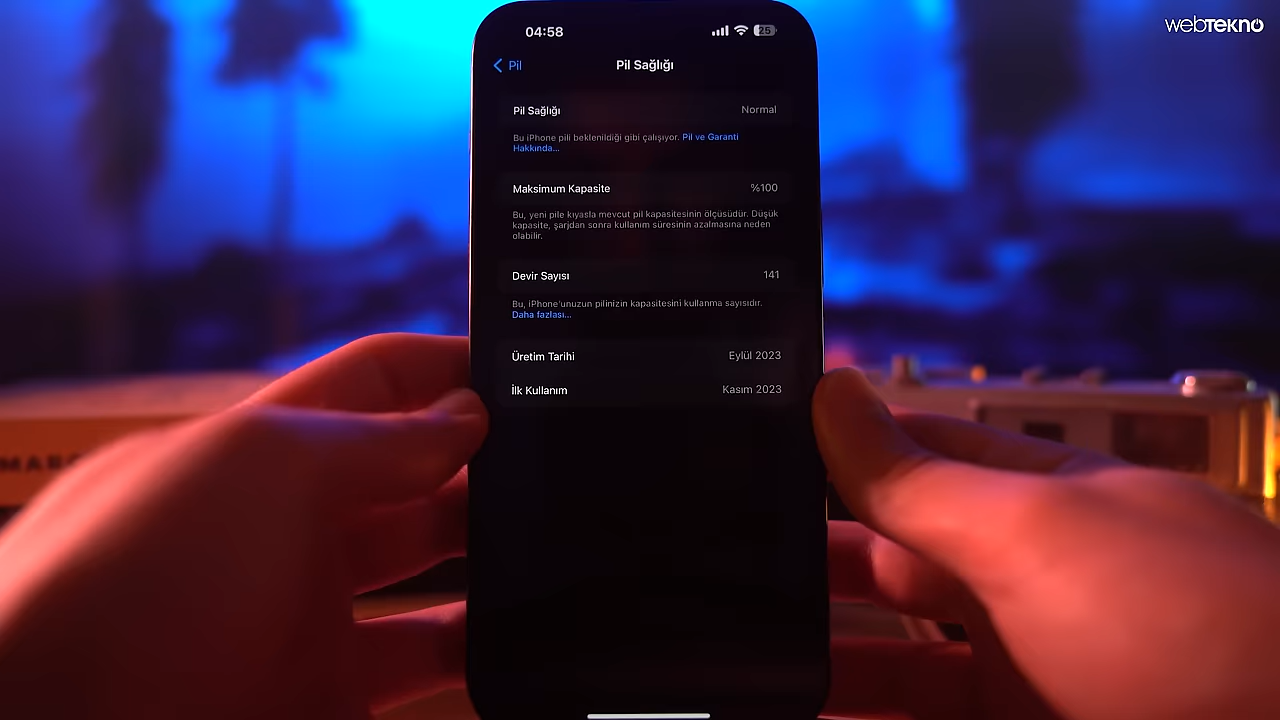 webtekno
04:58
25
Pil
Pil Sağlığı
Pil Sağlığı
Normal
Bu iPhone pili beklenildiği gibi çalışıyor. Pil ve Garanti
Hakkında...
Maksimum Kapasite
%100
Bu, yeni pile kıyasla mevcut pil kapasitesinin ölçüsüdür. Düşük
kapasite, şarjdan sonra kullanım süresinin azalmasına neden
olabilir.
Devir Sayısı
141
Bu, iPhone'unuzun pilinizin kapasitesini kullanma sayısıdır.
Daha fazlası...
Üretim Tarihi
Eylül 2023
İlk Kullanım
Kasım 2023